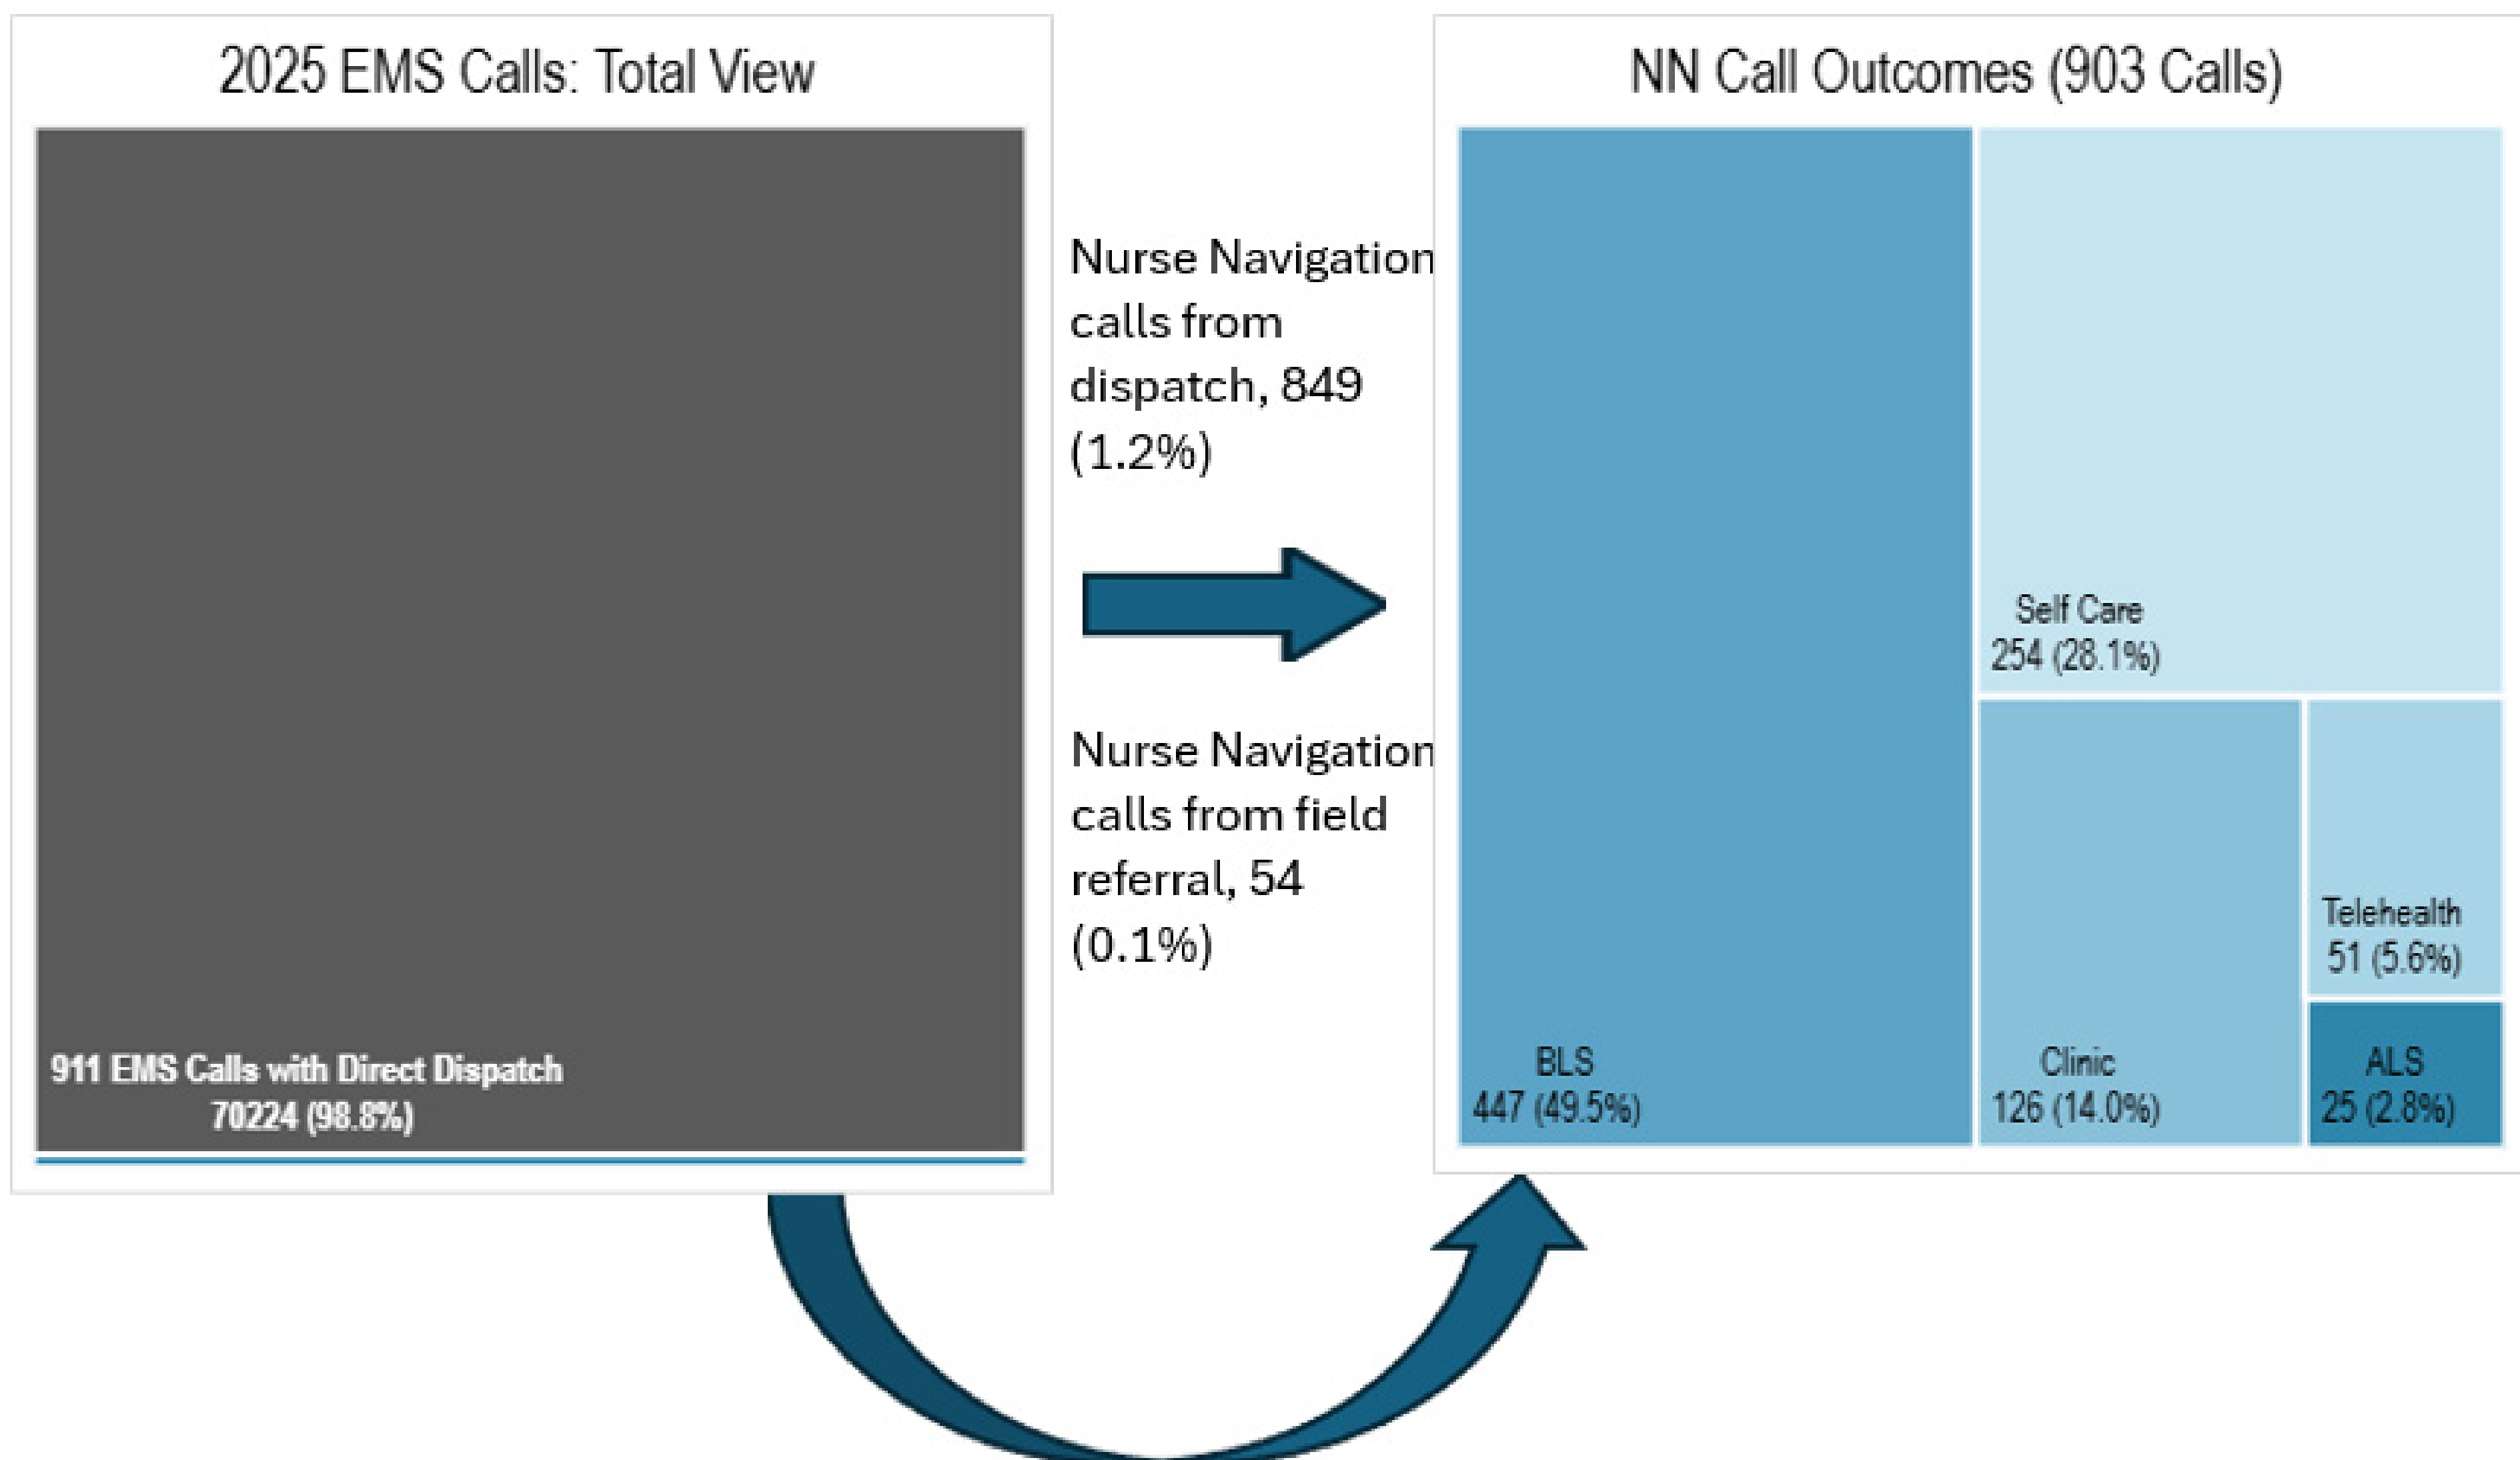 2025 EMS Calls: Total View
911 EMS Calls with Direct Dispatch
70224 (98.8%)
Nurse Navigation
calls from
dispatch, 849
(1.2%)
Nurse Navigation
calls from field
referral, 54
(0.1%)
NN Call Outcomes (903 Calls)
BLS
447 (49.5%)
Self Care
254 (28.1%)
Clinic
126 (14.0%)
Telehealth
51 (5.6%)
ALS
25 (2.8%)